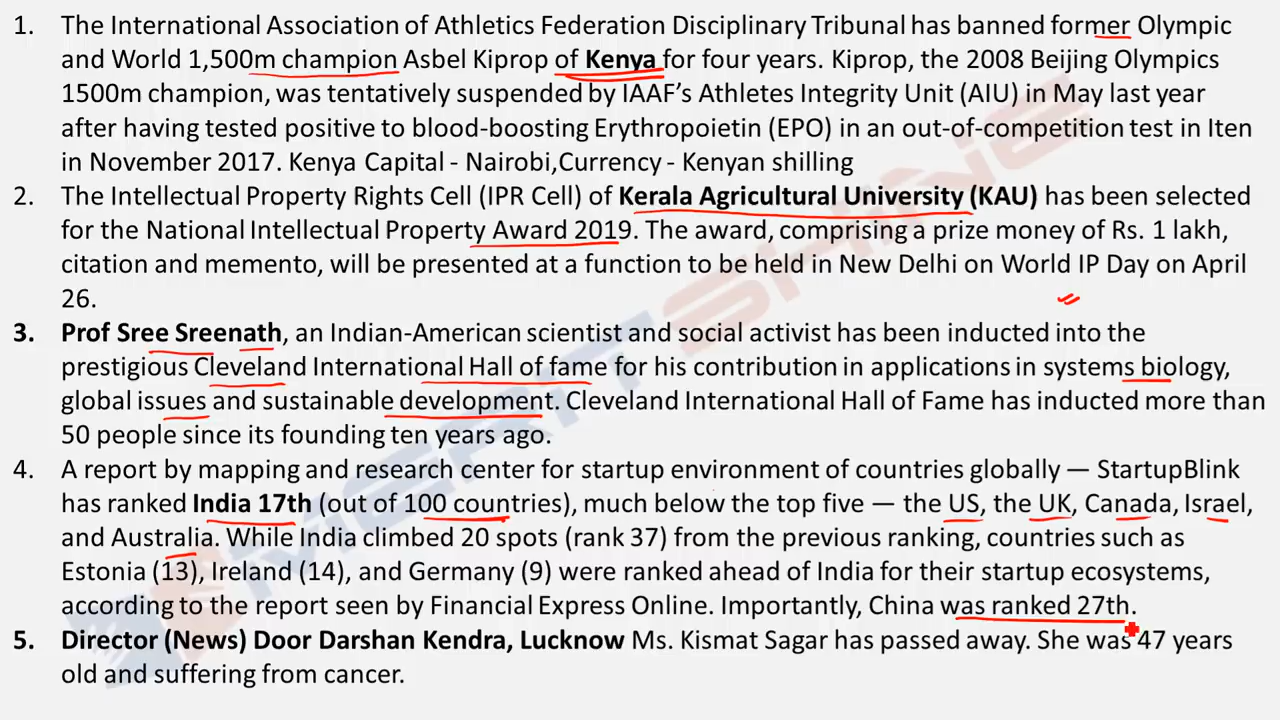 1. The International Association of Athletics Federation Disciplinary Tribunal has banned former Olympic
and World 1,500m champion Asbel Kiprop of Kenya for four years. Kiprop, the 2008 Beijing Olympics
1500m champion, was tentatively suspended by IAAF’s Athletes Integrity Unit (AIU) in May last year
after having tested positive to blood-boosting Erythropoietin (EPO) in an out-of-competition test in Iten
in November 2017. Kenya Capital - Nairobi,Currency - Kenyan shilling
2. The Intellectual Property Rights Cell (IPR Cell) of Kerala Agricultural University (KAU) has been selected
for the National Intellectual Property Award 2019. The award, comprising a prize money of Rs. 1 lakh,
citation and memento, will be presented at a function to be held in New Delhi on World IP Day on April
26.
3. Prof Sree Sreenath, an Indian-American scientist and social activist has been inducted into the
prestigious Cleveland International Hall of fame for his contribution in applications in systems biology,
global issues and sustainable development. Cleveland International Hall of Fame has inducted more than
50 people since its founding ten years ago.
4. A report by mapping and research center for startup environment of countries globally — StartupBlink
has ranked India 17th (out of 100 countries), much below the top five — the US, the UK, Canada, Israel,
and Australia. While India climbed 20 spots (rank 37) from the previous ranking, countries such as
Estonia (13), Ireland (14), and Germany (9) were ranked ahead of India for their startup ecosystems,
according to the report seen by Financial Express Online. Importantly, China was ranked 27th.
5. Director (News) Door Darshan Kendra, Lucknow Ms. Kismat Sagar has passed away. She was 47 years
old and suffering from cancer.
MERITSHINE